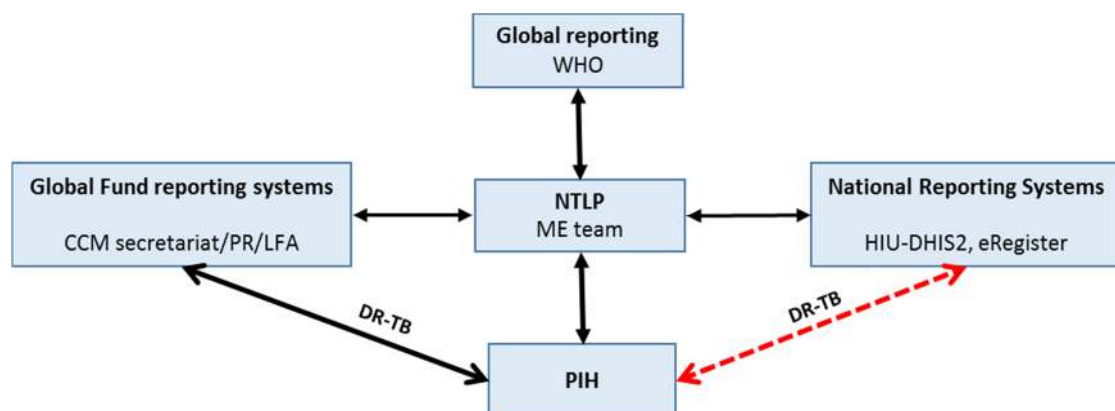 Global reporting
WHO
Global Fund reporting systems
CCM secretariat/PR/LFA
NTLP
ME team
National Reporting Systems
HIU-DHIS2, eRegister
DR-TB
DR-TB
PIH